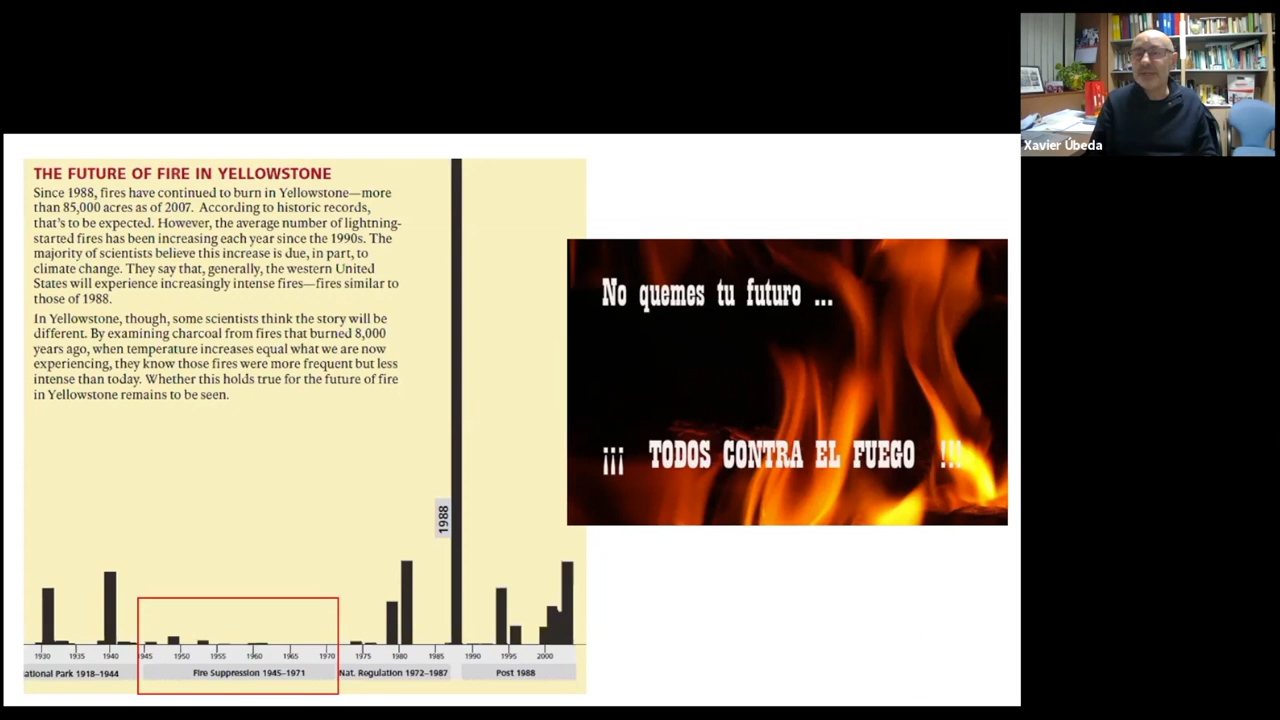 Xavier Úbeda
THE FUTURE OF FIRE IN YELLOWSTONE
Since 1988, fires have continued to burn in Yellowstone—more
than 85,000 acres as of 2007. According to historic records,
that's to be expected. However, the average number of lightning-
started fires has been increasing each year since the 1990s. The
majority of scientists believe this increase is due, in part, to
climate change. They say that, generally, the western United
States will experience increasingly intense fires—fires similar to
those of 1988.
In Yellowstone, though, some scientists think the story will be
different. By examining charcoal from fires that burned 8,000
years ago, when temperature increases equal what we are now
experiencing, they know those fires were more frequent but less
intense than today. Whether this holds true for the future of fire
in Yellowstone remains to be seen.
1988
1930 1935 1940 1945 1950 1955 1960 1965 1970 1975 1980 1985 1990 1995 2000
ational Park 1918–1944 Fire Suppression 1945–1971 Nat. Regulation 1972–1987 Post 1988
No quemes tu futuro ...
¡¡¡ TODOS CONTRA EL FUEGO !!!